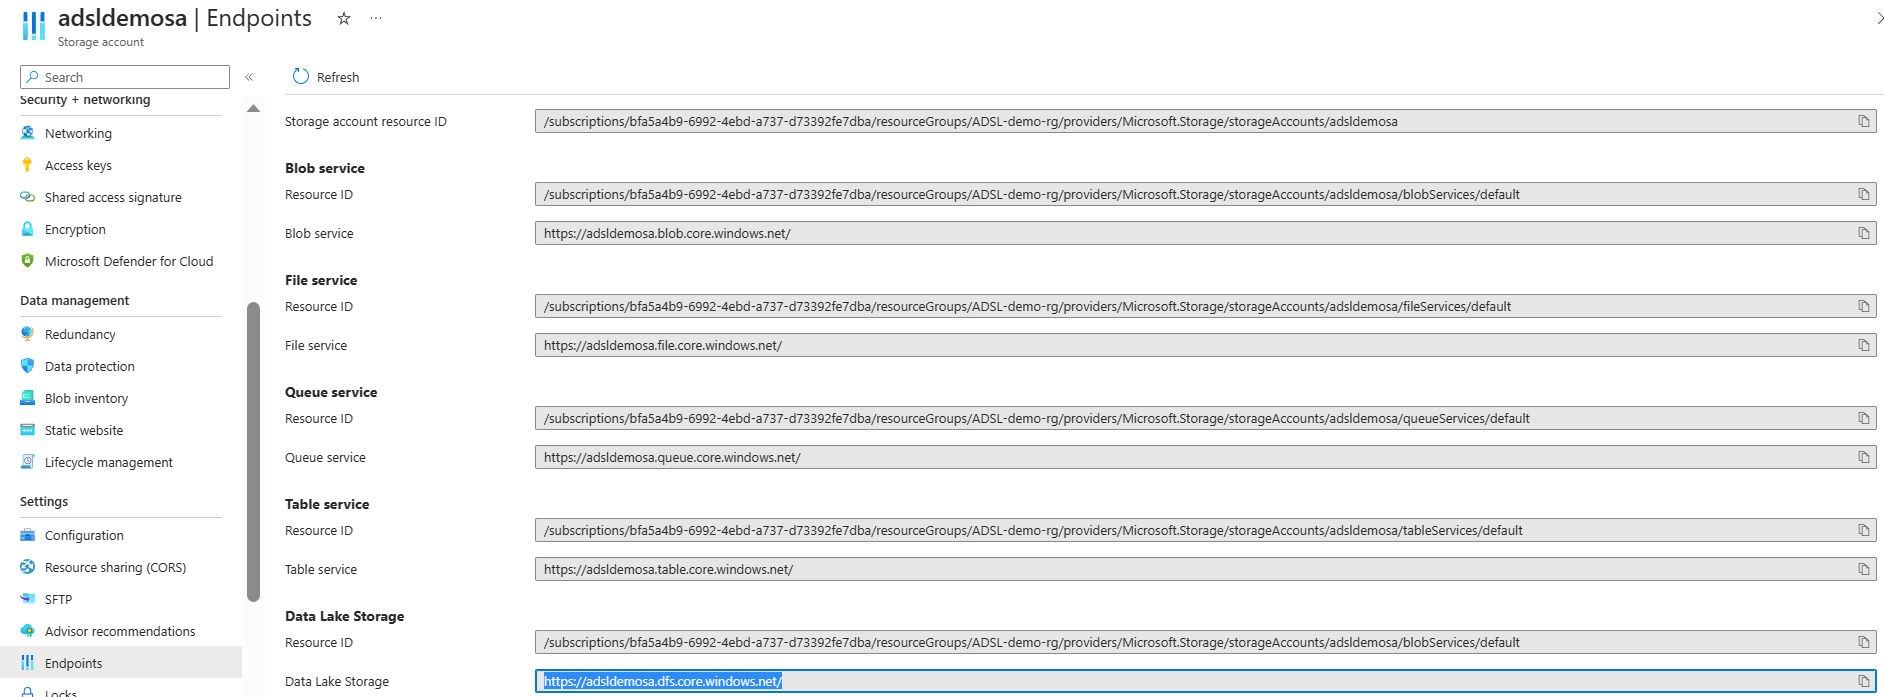 adsldemosa | Endpoints
Storage account
Search
Refresh
Security + networking
Networking
Access keys
Shared access signature
Encryption
Microsoft Defender for Cloud
Data management
Redundancy
Data protection
Blob inventory
Static website
Lifecycle management
Settings
Configuration
Resource sharing (CORS)
SFTP
Advisor recommendations
Endpoints
Locks
Storage account resource ID /subscriptions/bfa5a4b9-6992-4ebd-a737-d73392fe7dba/resourceGroups/ADSL-demo-rg/providers/Microsoft.Storage/storageAccounts/adsldemosa
Blob service
Resource ID /subscriptions/bfa5a4b9-6992-4ebd-a737-d73392fe7dba/resourceGroups/ADSL-demo-rg/providers/Microsoft.Storage/storageAccounts/adsldemosa/blobServices/default
Blob service https://adsldemosa.blob.core.windows.net/
File service
Resource ID /subscriptions/bfa5a4b9-6992-4ebd-a737-d73392fe7dba/resourceGroups/ADSL-demo-rg/providers/Microsoft.Storage/storageAccounts/adsldemosa/fileServices/default
File service https://adsldemosa.file.core.windows.net/
Queue service
Resource ID /subscriptions/bfa5a4b9-6992-4ebd-a737-d73392fe7dba/resourceGroups/ADSL-demo-rg/providers/Microsoft.Storage/storageAccounts/adsldemosa/queueServices/default
Queue service https://adsldemosa.queue.core.windows.net/
Table service
Resource ID /subscriptions/bfa5a4b9-6992-4ebd-a737-d73392fe7dba/resourceGroups/ADSL-demo-rg/providers/Microsoft.Storage/storageAccounts/adsldemosa/tableServices/default
Table service https://adsldemosa.table.core.windows.net/
Data Lake Storage
Resource ID /subscriptions/bfa5a4b9-6992-4ebd-a737-d73392fe7dba/resourceGroups/ADSL-demo-rg/providers/Microsoft.Storage/storageAccounts/adsldemosa/blobServices/default
Data Lake Storage https://adsldemosa.dfs.core.windows.net/